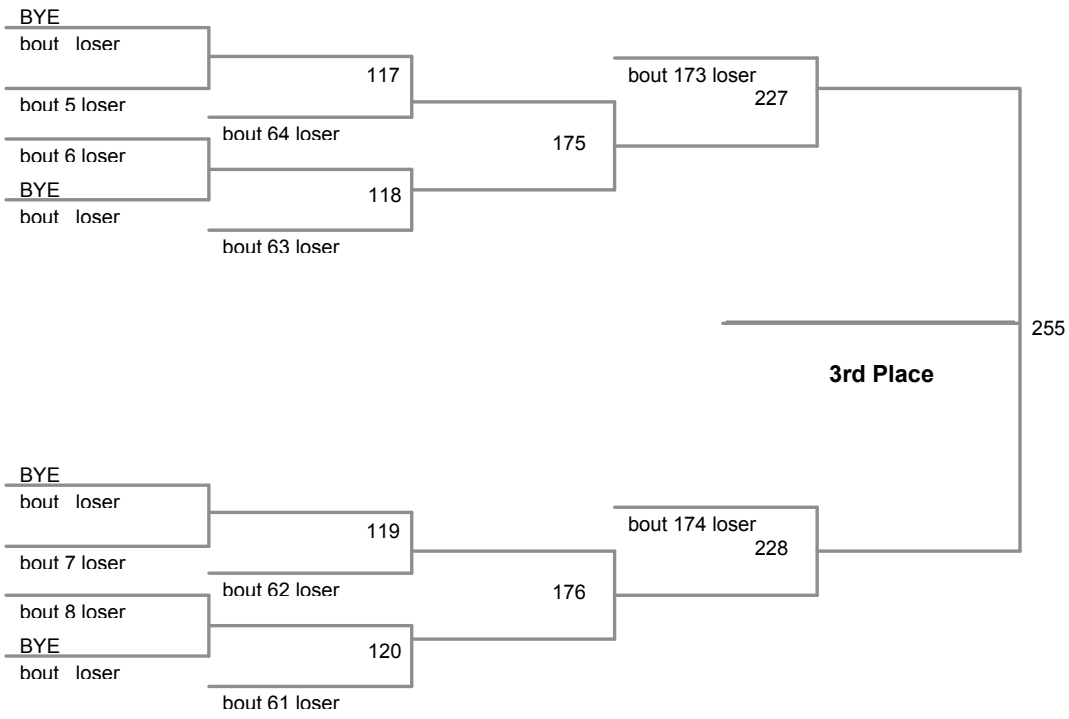 BYE
bout loser
bout 5 loser
bout 6 loser
BYE
bout loser
117
bout 64 loser
118
bout 63 loser
175
bout 173 loser
227
255
3rd Place
BYE
bout loser
bout 7 loser
bout 8 loser
BYE
bout loser
119
bout 62 loser
120
bout 61 loser
176
bout 174 loser
228